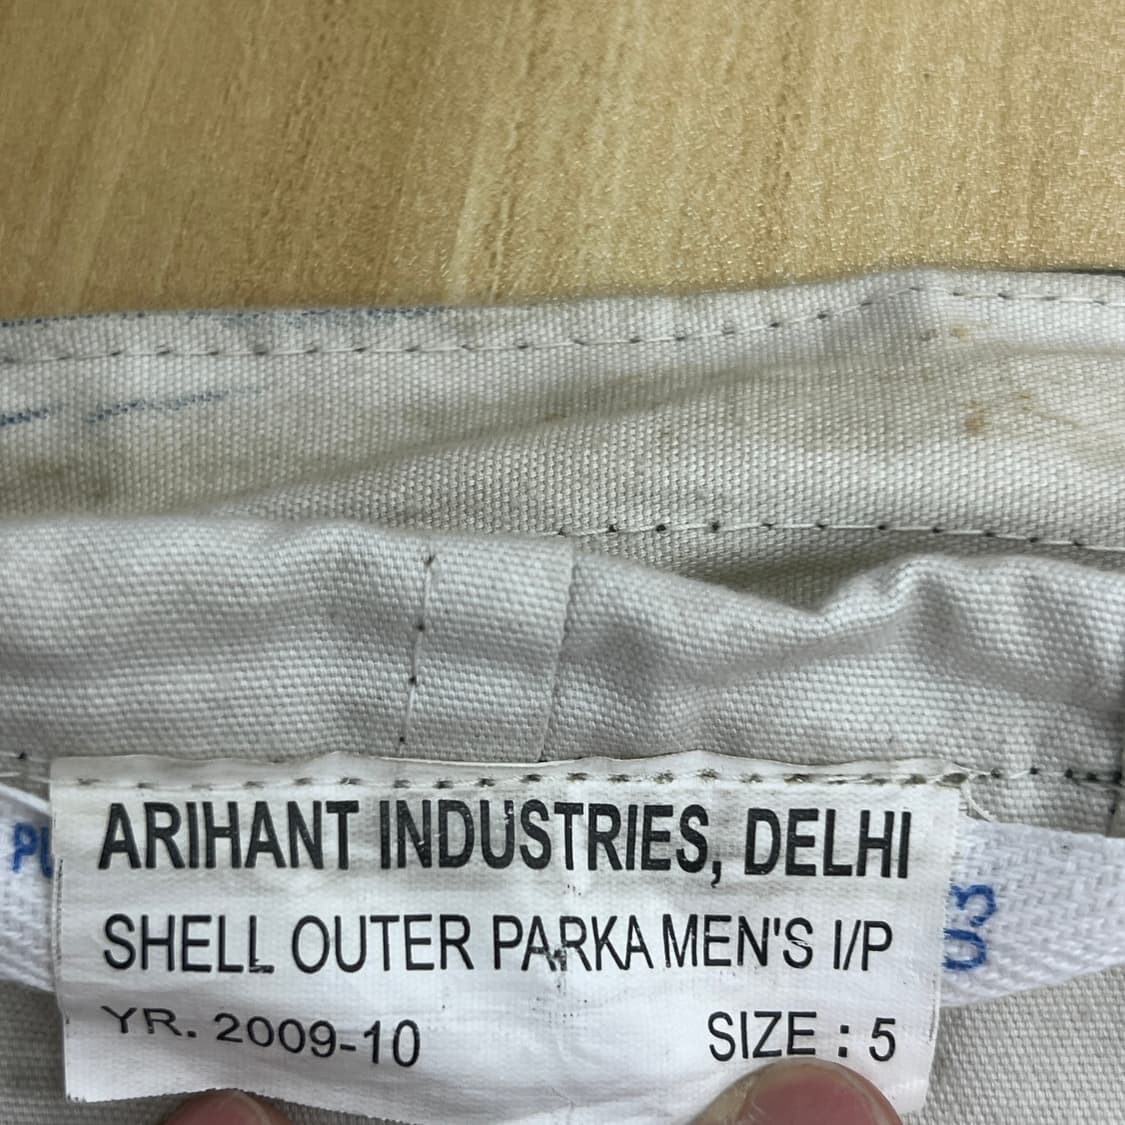 ARIHANT INDUSTRIES, DELHI
SHELL OUTER PARKA MEN'S I/P
YR. 2009-10
SIZE : 5